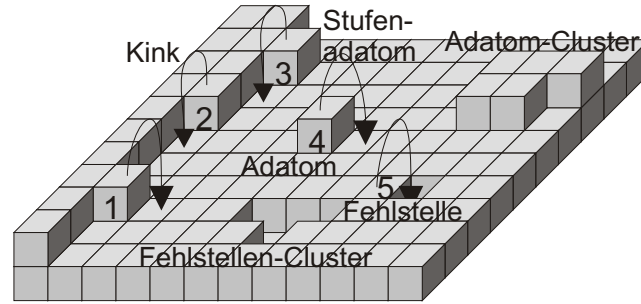 Stufen-
adatom
Adatom-Cluster
Kink
3
2
4
Adatom
5
1
Fehlstelle
Fehlstellen-Cluster